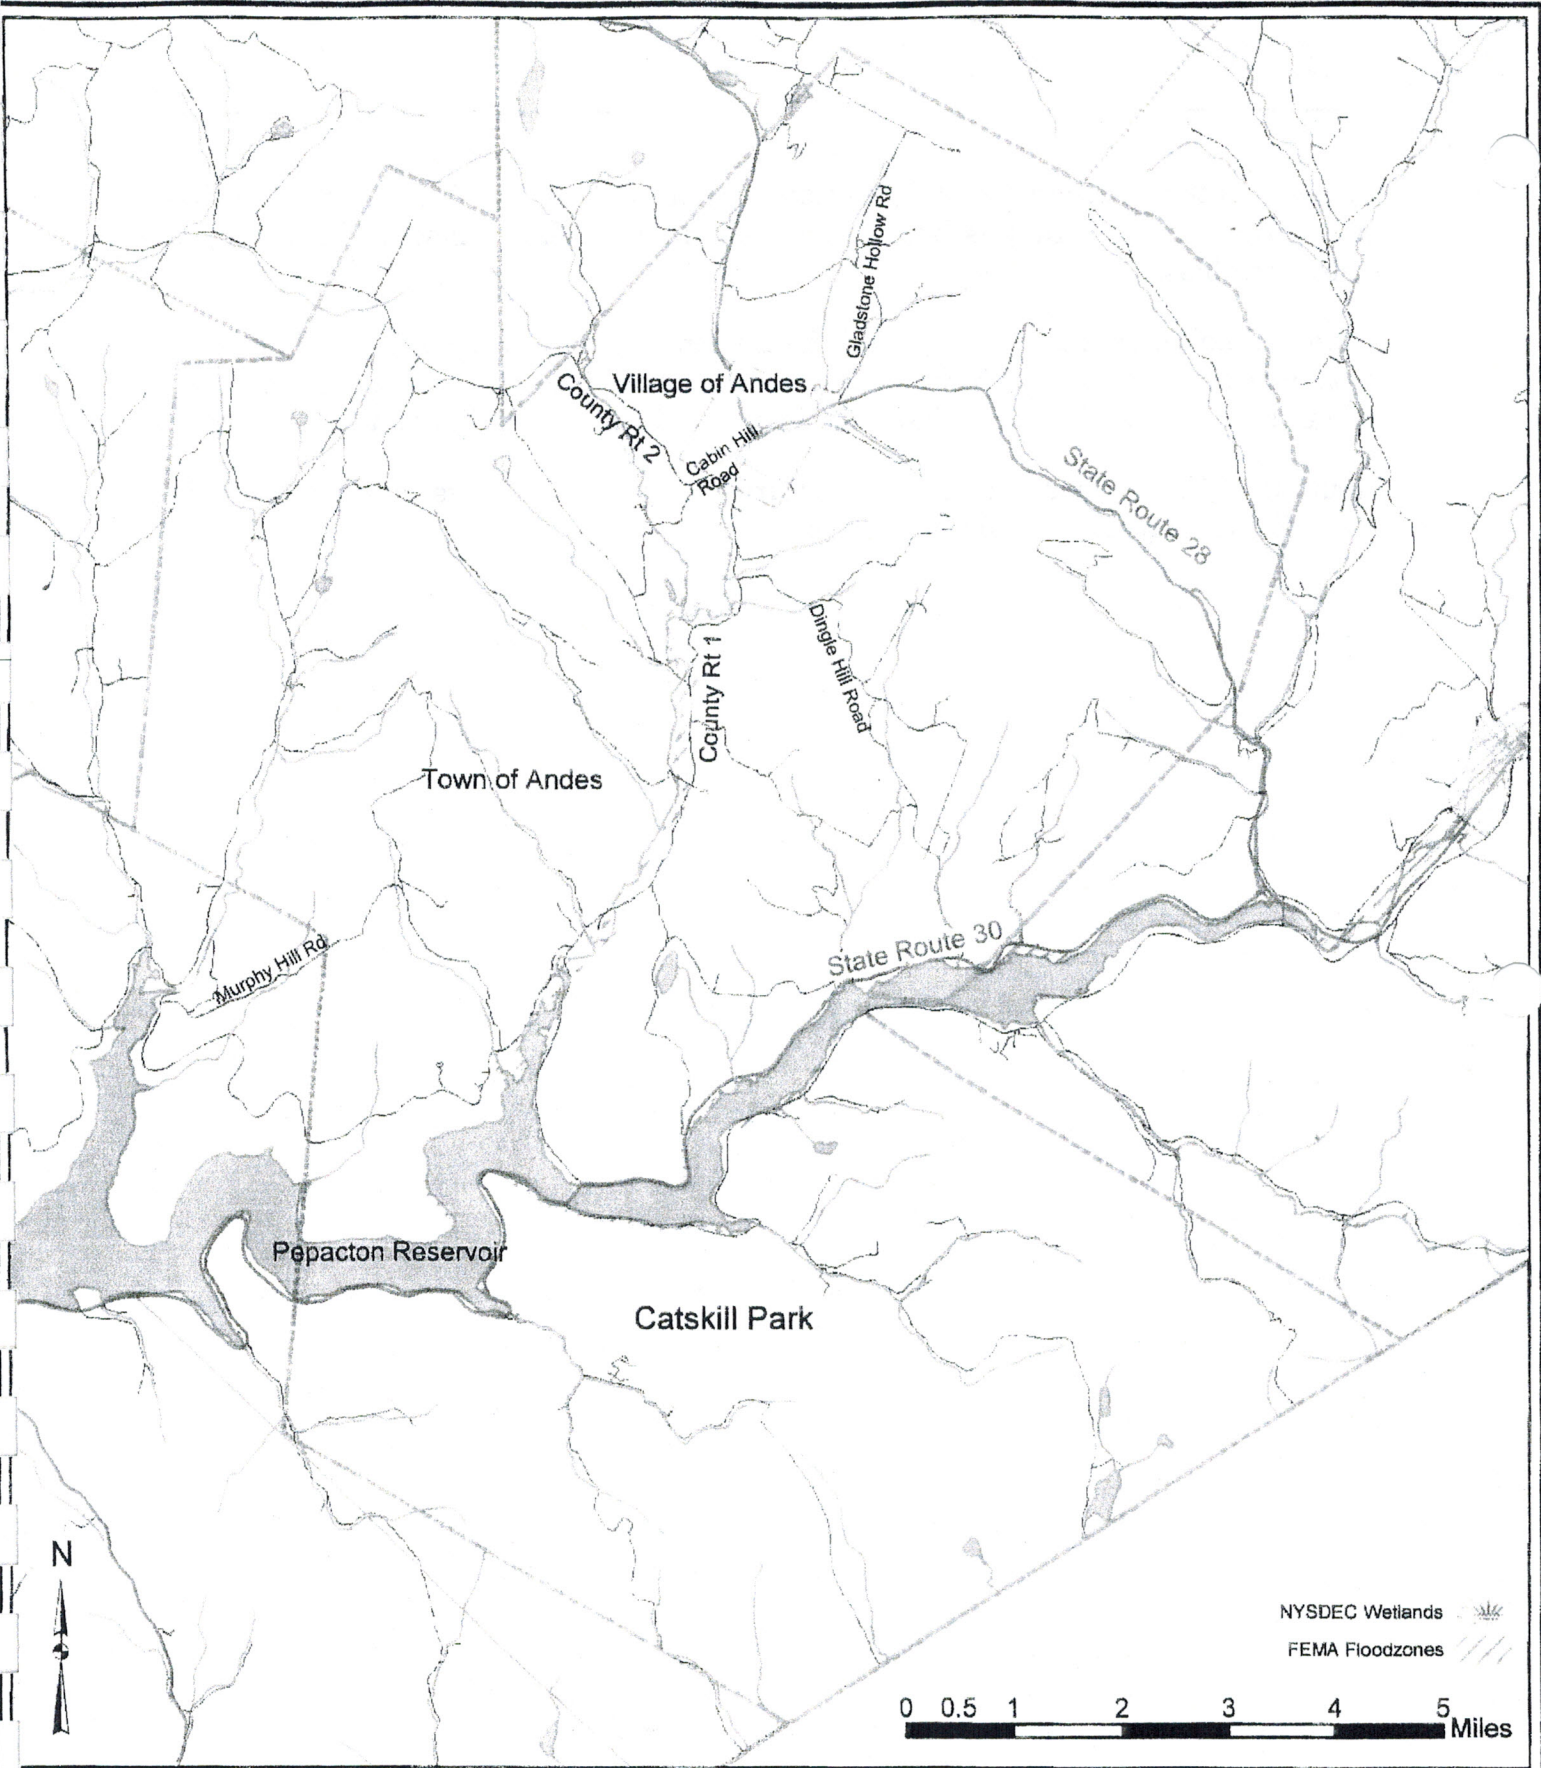 Gladstone Hollow Rd
Village of Andes
County Rt 2
Cabin Hill
Road
State Route 28
Dingle Hill Road
County Rt 1
Town of Andes
State Route 30
Murphy Hill Rd
Pepacton Reservoir
Catskill Park
N
NYSDEC Wetlands
FEMA Floodzones
0 0.5 1 2 3 4 5
Miles